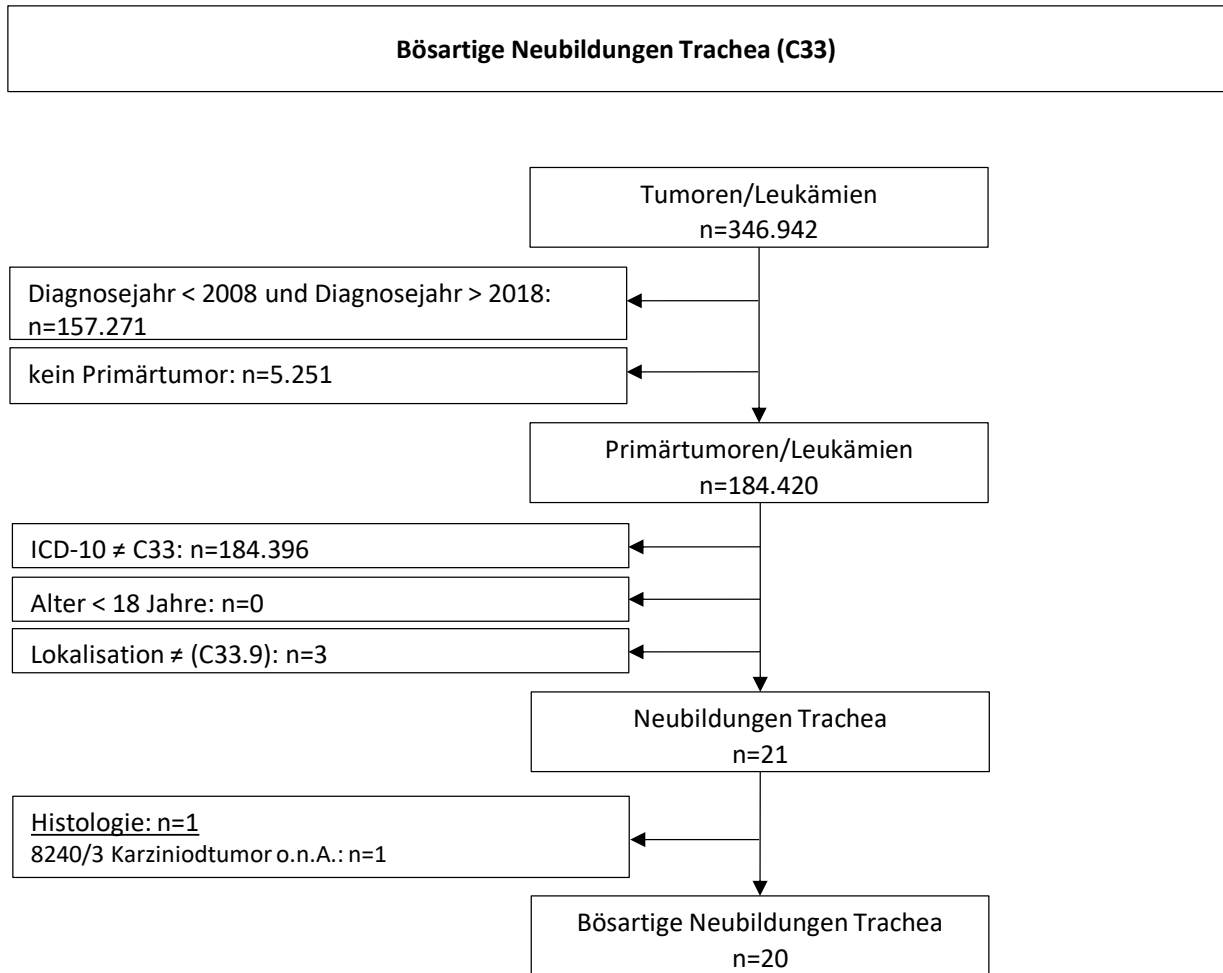 Bösartige Neubildungen Trachea (C33)
Tumoren/Leukämien
n=346.942
Diagnosejahr < 2008 und Diagnosejahr > 2018:
n=157.271
kein Primärtumor: n=5.251
Primärtumoren/Leukämien
n=184.420
ICD-10 ≠ C33: n=184.396
Alter < 18 Jahre: n=0
Lokalisation ≠ (C33.9): n=3
Neubildungen Trachea
n=21
Histologie: n=1
8240/3 Karziniodtumor o.n.A.: n=1
Bösartige Neubildungen Trachea
n=20